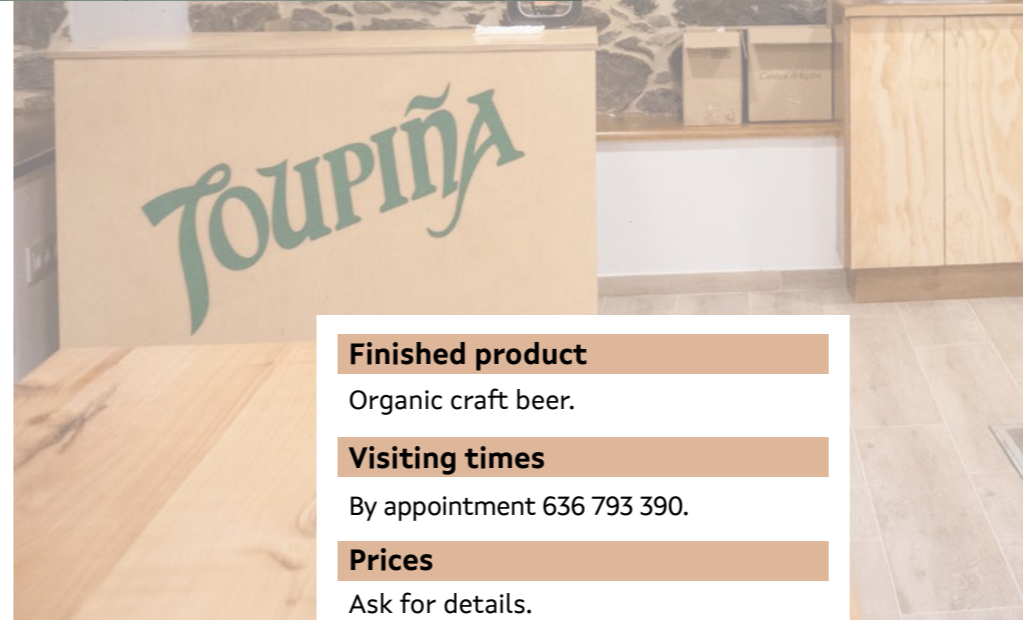 TOUPIÑA
Finished product
Organic craft beer.
Visiting times
By appointment 636 793 390.
Prices
Ask for details.